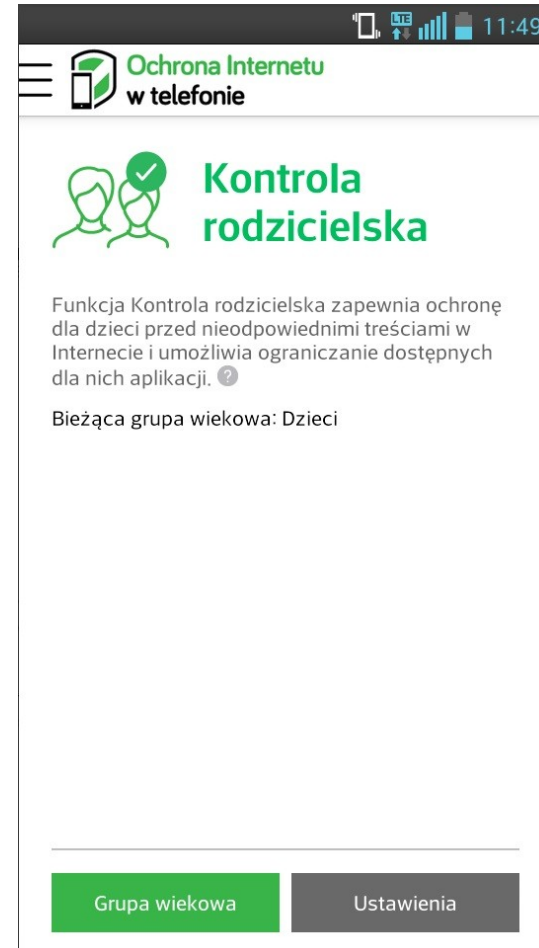 LTE 11:49
Ochrona Internetu
w telefonie
Kontrola
rodzicielska
Funkcja Kontrola rodzicielska zapewnia ochronę
dla dzieci przed nieodpowiednimi treściami w
Internecie i umożliwia ograniczanie dostępnych
dla nich aplikacji. ?
Bieżąca grupa wiekowa: Dzieci
Grupa wiekowa
Ustawienia